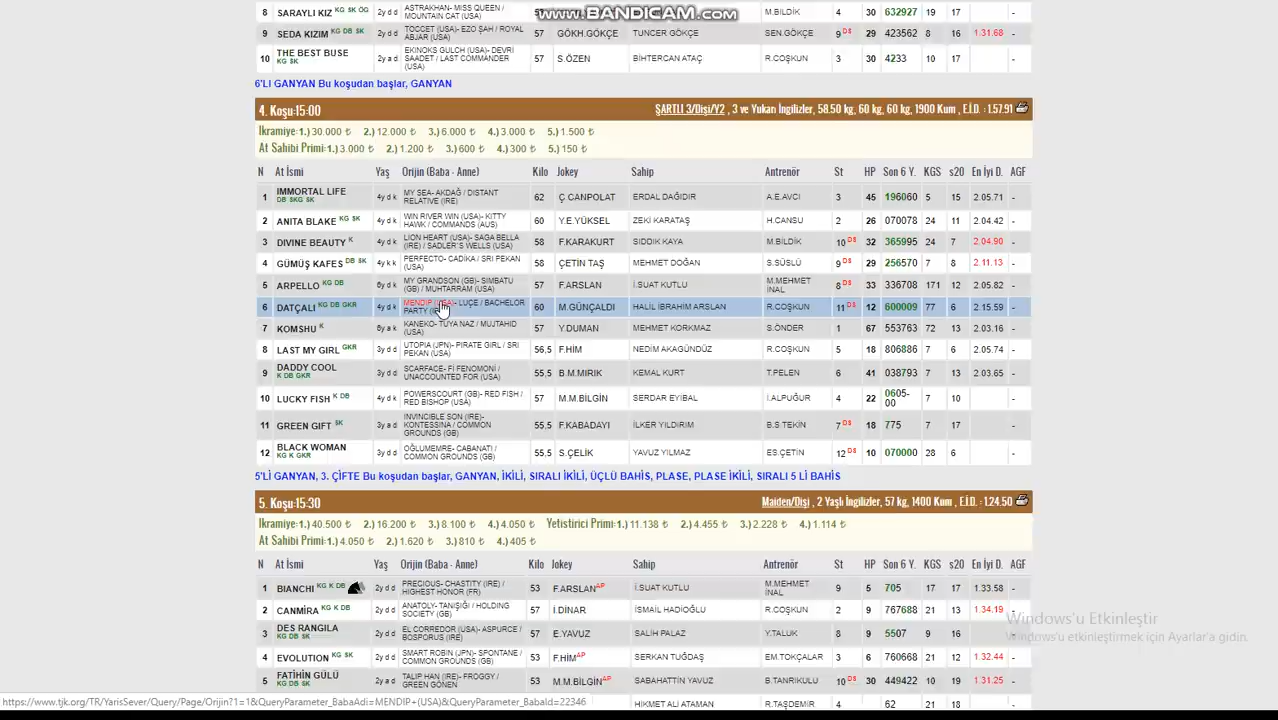 www.BANDICAM.com
8 SARAYLI KIZ KG SK ÖG 2y d d ASTRAKHAN- MISS QUEEN / MOUNTAIN CAT (USA) M.BİLDİK 4 30 632927 19 17 -
9 SEDA KIZIM KG DB SK 2y d d TOCCET (USA)- EZO ŞAH / ROYAL ABJAR (USA) 57 GÖKH.GÖKÇE TUNCER GÖKÇE SEN.GÖKÇE 9 DS 29 423562 8 16 1.31.68 -
10 THE BEST BUSE KG SK 2y a d EKINOKS GULCH (USA)- DEVRİ SAADET / LAST COMMANDER (USA) 57 S.ÖZEN BİHTERCAN ATAÇ R.COŞKUN 3 30 4233 10 17 -
6'LI GANYAN Bu koşudan başlar, GANYAN
4. Koşu:15:00 ŞARTLI 3/Dişi/Y2 , 3 ve Yukarı İngilizler, 58.50 kg, 60 kg, 60 kg, 1900 Kum , E.İ.D. : 1.57.91
İkramiye: 1.) 30.000 ₺ 2.) 12.000 ₺ 3.) 6.000 ₺ 4.) 3.000 ₺ 5.) 1.500 ₺
At Sahibi Primi: 1.) 3.000 ₺ 2.) 1.200 ₺ 3.) 600 ₺ 4.) 300 ₺ 5.) 150 ₺
N At İsmi Yaş Orijin (Baba - Anne) Kilo Jokey Sahip Antrenör St HP Son 6 Y. KGS s20 En İyi D. AGF
1 IMMORTAL LIFE DB SKG SK 4y d k MY SEA- AKDAĞ / DISTANT RELATIVE (IRE) 62 Ç.CANPOLAT ERDAL DAĞIDIR A.E.AVCI 3 45 196060 5 15 2.05.71 -
2 ANITA BLAKE KG SK 4y d k WIN RIVER WIN (USA)- KITTY HAWK / COMMANDS (AUS) 60 Y.E.YÜKSEL ZEKİ KARATAŞ H.CANSU 2 26 070078 24 11 2.04.42 -
3 DIVINE BEAUTY K 4y d k LION HEART (USA)- SAGA BELLA (IRE) / SADLER'S WELLS (USA) 58 F.KARAKURT SIDDIK KAYA M.BİLDİK 10 DS 32 365995 24 7 2.04.90 -
4 GÜMÜŞ KAFES DB SK 4y k k PERFECTO- CADİKA / SRI PEKAN (USA) 58 ÇETİN TAŞ MEHMET DOĞAN S.SÜSLÜ 9 DS 29 256570 7 8 2.11.13 -
5 ARPELLO KG DB 6y d k MY GRANDSON (GB)- SIMBATU (GB) / MUHTARRAM (USA) 57 F.ARSLAN İ.SUAT KUTLU M.MEHMET İNAL 8 DS 33 336708 171 12 2.05.82 -
6 DATÇALI KG DB GKR 4y d k MENDIP (USA)- LUÇE / BACHELOR PARTY 60 M.GÜNÇALDI HALİL İBRAHİM ARSLAN R.COŞKUN 11 DS 12 600009 77 6 2.15.59 -
7 KOMSHU K 8y a k KANEKO- TUYA NAZ / MUJTAHID (USA) 57 Y.DUMAN MEHMET KORKMAZ S.ÖNDER 1 67 553763 72 13 2.03.16 -
8 LAST MY GIRL GKR 3y d d UTOPIA (JPN)- PIRATE GIRL / SRI PEKAN (USA) 56,5 F.HİM NEDİM AKAGÜNDÜZ R.COŞKUN 5 18 806886 7 6 2.05.74 -
9 DADDY COOL K DB GKR 3y d d SCARFACE- Fİ FENOMONİ / UNACCOUNTED FOR (USA) 55,5 B.M.MIRIK KEMAL KURT T.PELEN 6 41 038793 7 13 2.03.65 -
10 LUCKY FISH K DB 4y d k POWERSCOURT (GB)- RED FISH / RED BISHOP (USA) 57 M.M.BİLGİN SERDAR EYİBAL İ.ALPUĞUR 4 22 0605-00 7 10 -
11 GREEN GIFT SK 3y a d INVINCIBLE SON (IRE)- KONTESSINA / COMMON GROUNDS (GB) 55,5 F.KABADAYI İLKER YILDIRIM B.S.TEKİN 7 DS 18 775 7 17 -
12 BLACK WOMAN KG K GKR 3y d d OĞLUMEMRE- CABANATI / COMMON GROUNDS (GB) 55,5 S.ÇELİK YAVUZ YILMAZ ES.ÇETİN 12 DS 10 070000 28 6 -
5'Lİ GANYAN, 3. ÇİFTE Bu koşudan başlar, GANYAN, İKİLİ, SIRALI İKİLİ, ÜÇLÜ BAHİS, PLASE, PLASE İKİLİ, SIRALI 5 Lİ BAHİS
5. Koşu:15:30 Maiden/Dişi , 2 Yaşlı İngilizler, 57 kg, 1400 Kum , E.İ.D. : 1.24.50
İkramiye: 1.) 40.500 ₺ 2.) 16.200 ₺ 3.) 8.100 ₺ 4.) 4.050 ₺ Yetistirici Primi: 1.) 11.138 ₺ 2.) 4.455 ₺ 3.) 2.228 ₺ 4.) 1.114 ₺
At Sahibi Primi: 1.) 4.050 ₺ 2.) 1.620 ₺ 3.) 810 ₺ 4.) 405 ₺
N At İsmi Yaş Orijin (Baba - Anne) Kilo Jokey Sahip Antrenör St HP Son 6 Y. KGS s20 En İyi D. AGF
1 BIANCHI KG K DB 2y d d PRECIOUS- CHASTITY (IRE) / HIGHEST HONOR (FR) 53 F.ARSLAN AP İ.SUAT KUTLU M.MEHMET İNAL 9 5 705 17 17 1.33.58 -
2 CANMİRA KG K DB 2y d d ANATOLY- TANIŞIĞI / HOLDING SOCIETY (GB) 57 İ.DİNAR İSMAİL HADİOĞLU R.COŞKUN 2 9 767688 21 13 1.34.19 -
3 DES RANGILA KG DB SK 2y d d EL CORREDOR (USA)- ASPURCE / BOSPORUS (IRE) 57 E.YAVUZ SALİH PALAZ Y.TALUK 8 9 5507 9 16 -
4 EVOLUTION KG SK 2y a d SMART ROBIN (JPN)- SPONTANE / COMMON GROUNDS (GB) 53 F.HİM AP SERKAN TUĞDAŞ EM.TOKÇALAR 3 6 760668 21 12 1.32.44 -
5 FATİHİN GÜLÜ KG DB SK 2y a d TALIP HAN (IRE)- FROGGY / GREEN GÖNEN 53 M.M.BİLGİN AP SABAHATTİN YAVUZ B.TANRIKULU 10 DS 30 449422 10 19 1.31.25 -
HİKMET ALİ ATAMAN R.TAŞDEMİR 4 62 21 18 -
Windows'u Etkinleştir
Windows'u etkinleştirmek için Ayarlar'a gidin.
https://www.tjk.org/TR/YarisSever/Query/Page/Orijin?1=1&QueryParameter_BabaAdi=MENDIP+(USA)&QueryParameter_BabaId=22346